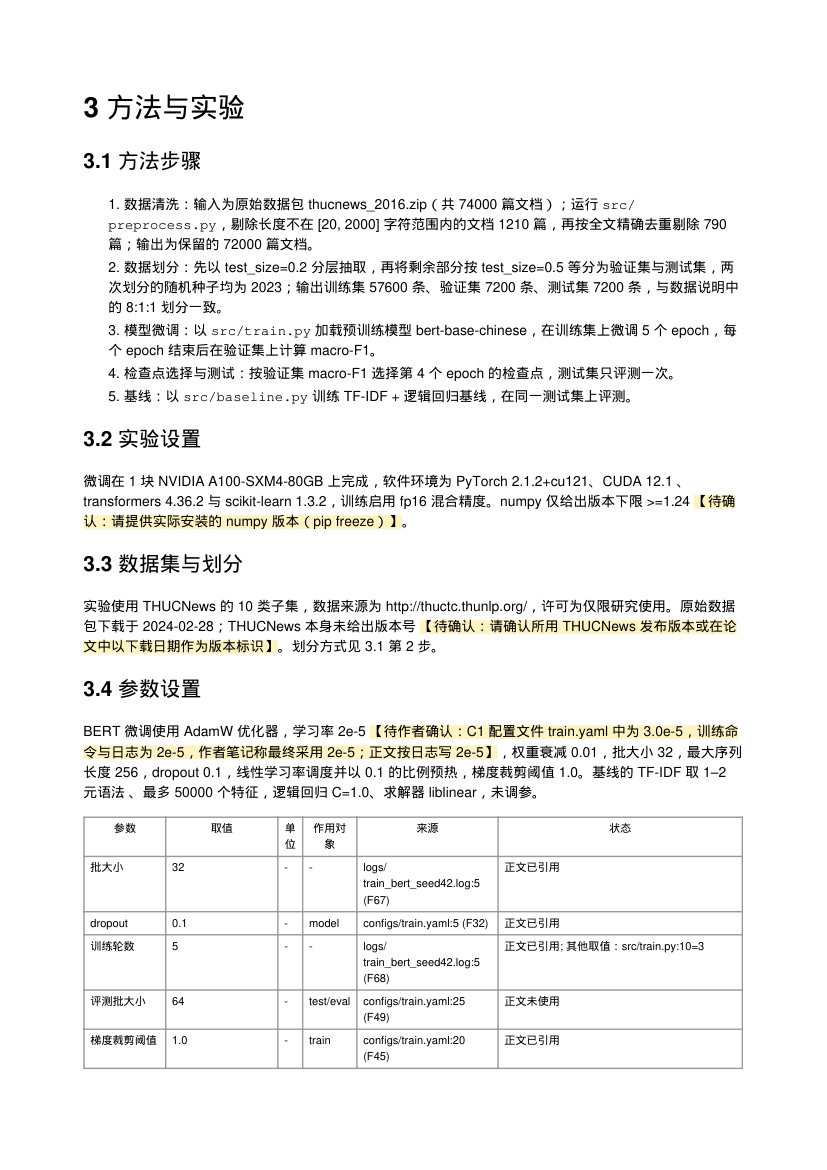 3 方法与实验
3.1 方法步骤
1. 数据清洗：输入为原始数据包 thucnews_2016.zip（共 74000 篇文档）；运行 src/
preprocess.py，剔除长度不在 [20, 2000] 字符范围内的文档 1210 篇，再按全文精确去重剔除 790
篇；输出为保留的 72000 篇文档。
2. 数据划分：先以 test_size=0.2 分层抽取，再将剩余部分按 test_size=0.5 等分为验证集与测试集，两
次划分的随机种子均为 2023；输出训练集 57600 条、验证集 7200 条、测试集 7200 条，与数据说明中
的 8:1:1 划分一致。
3. 模型微调：以 src/train.py 加载预训练模型 bert-base-chinese，在训练集上微调 5 个 epoch，每
个 epoch 结束后在验证集上计算 macro-F1。
4. 检查点选择与测试：按验证集 macro-F1 选择第 4 个 epoch 的检查点，测试集只评测一次。
5. 基线：以 src/baseline.py 训练 TF-IDF + 逻辑回归基线，在同一测试集上评测。
3.2 实验设置
微调在 1 块 NVIDIA A100-SXM4-80GB 上完成，软件环境为 PyTorch 2.1.2+cu121、CUDA 12.1 、
transformers 4.36.2 与 scikit-learn 1.3.2，训练启用 fp16 混合精度。numpy 仅给出版本下限 >=1.24 【待确
认：请提供实际安装的 numpy 版本（pip freeze）】。
3.3 数据集与划分
实验使用 THUCNews 的 10 类子集，数据来源为 http://thuctc.thunlp.org/，许可为仅限研究使用。原始数据
包下载于 2024-02-28；THUCNews 本身未给出版本号 【待确认：请确认所用 THUCNews 发布版本或在论
文中以下载日期作为版本标识】。划分方式见 3.1 第 2 步。
3.4 参数设置
BERT 微调使用 AdamW 优化器，学习率 2e-5 【待作者确认：C1 配置文件 train.yaml 中为 3.0e-5，训练命
令与日志为 2e-5，作者笔记称最终采用 2e-5；正文按日志写 2e-5】，权重衰减 0.01，批大小 32，最大序列
长度 256，dropout 0.1，线性学习率调度并以 0.1 的比例预热，梯度裁剪阈值 1.0。基线的 TF-IDF 取 1–2
元语法 、最多 50000 个特征，逻辑回归 C=1.0、求解器 liblinear，未调参。
参数 取值 单 作用对 来源 状态
位 象
批大小 32 - - logs/ 正文已引用
train_bert_seed42.log:5
(F67)
dropout 0.1 - model configs/train.yaml:5 (F32) 正文已引用
训练轮数 5 - - logs/ 正文已引用; 其他取值：src/train.py:10=3
train_bert_seed42.log:5
(F68)
评测批大小 64 - test/eval configs/train.yaml:25 正文未使用
(F49)
梯度裁剪阈值 1.0 - train configs/train.yaml:20 正文已引用
(F45)